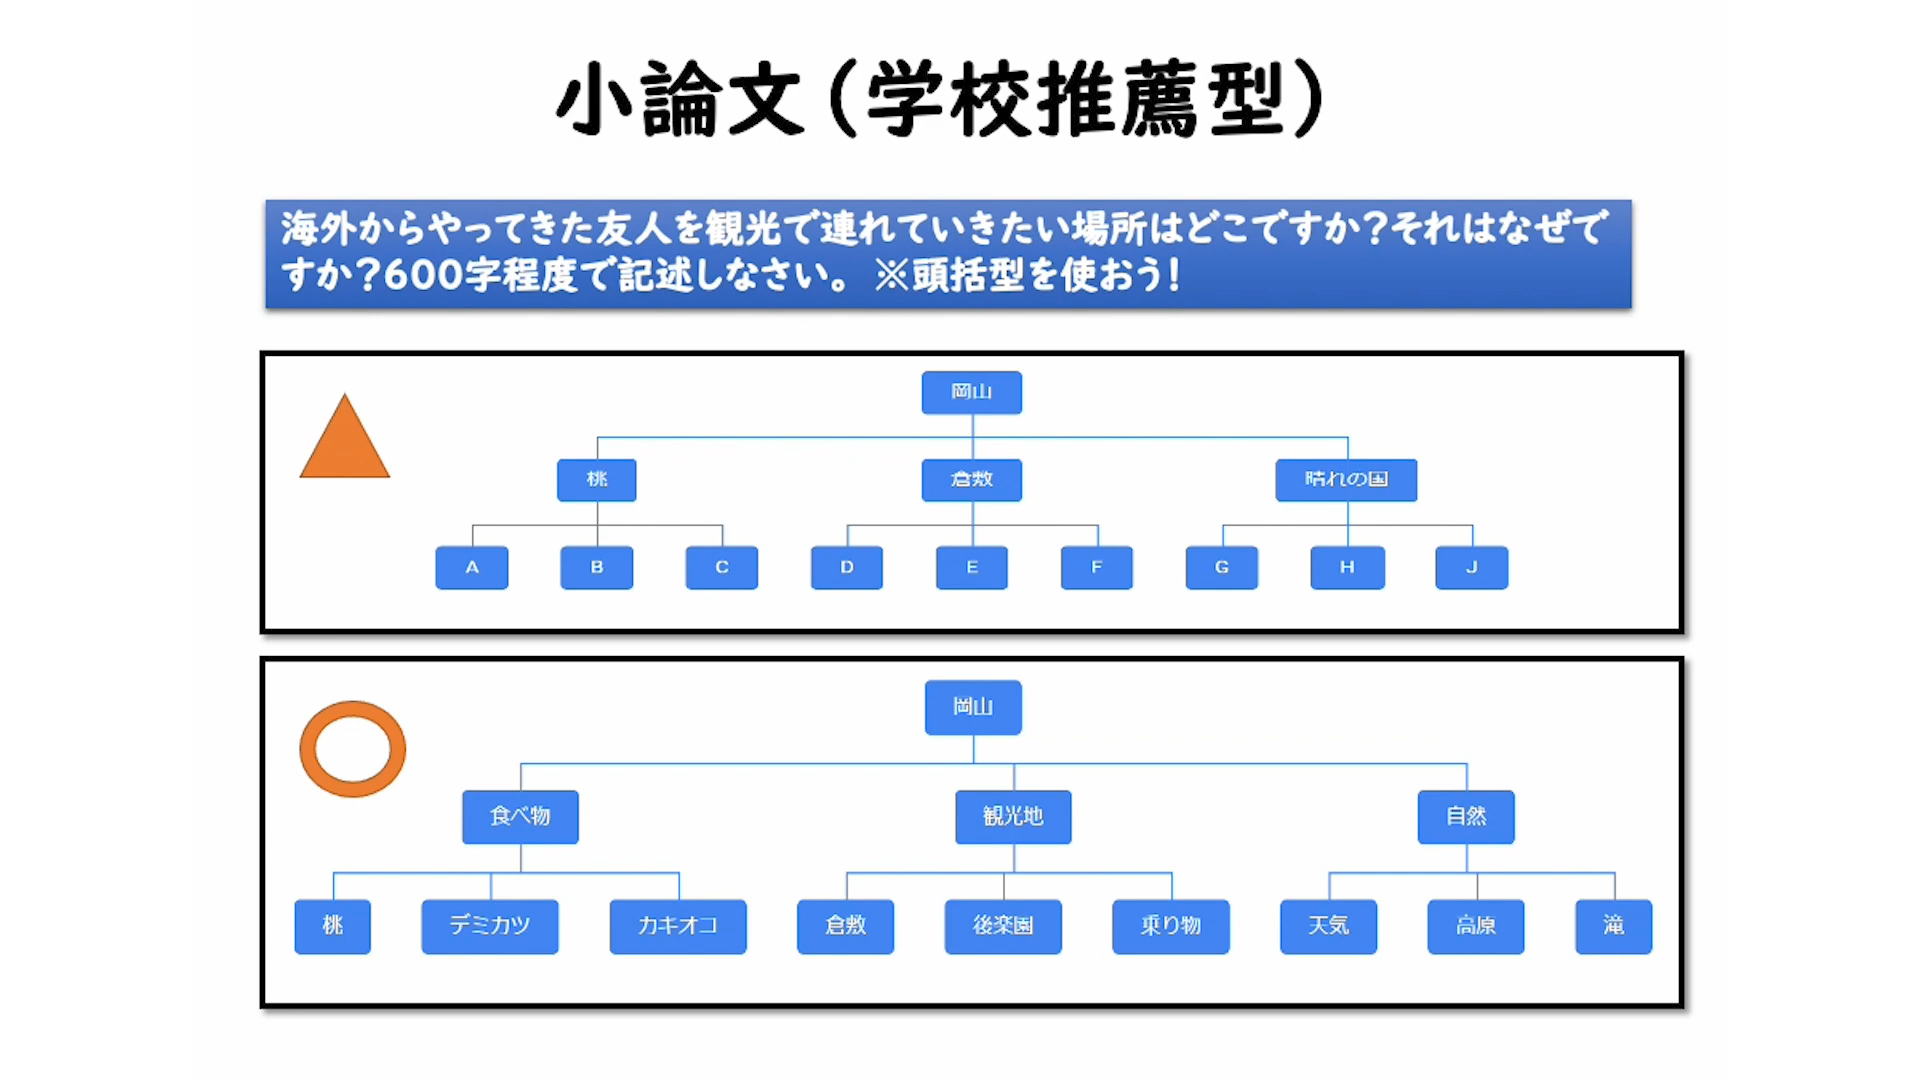 小論文(学校推薦型)
海外からやってきた友人を観光で連れていきたい場所はどこですか?それはなぜで
すか?600字程度で記述しなさい。 ※頭括型を使おう!
岡山
桃 倉敷 晴れの国
A B C D E F G H J
岡山
食べ物 観光地 自然
桃 デミカツ カキオコ 倉敷 後楽園 乗り物 天気 高原 滝